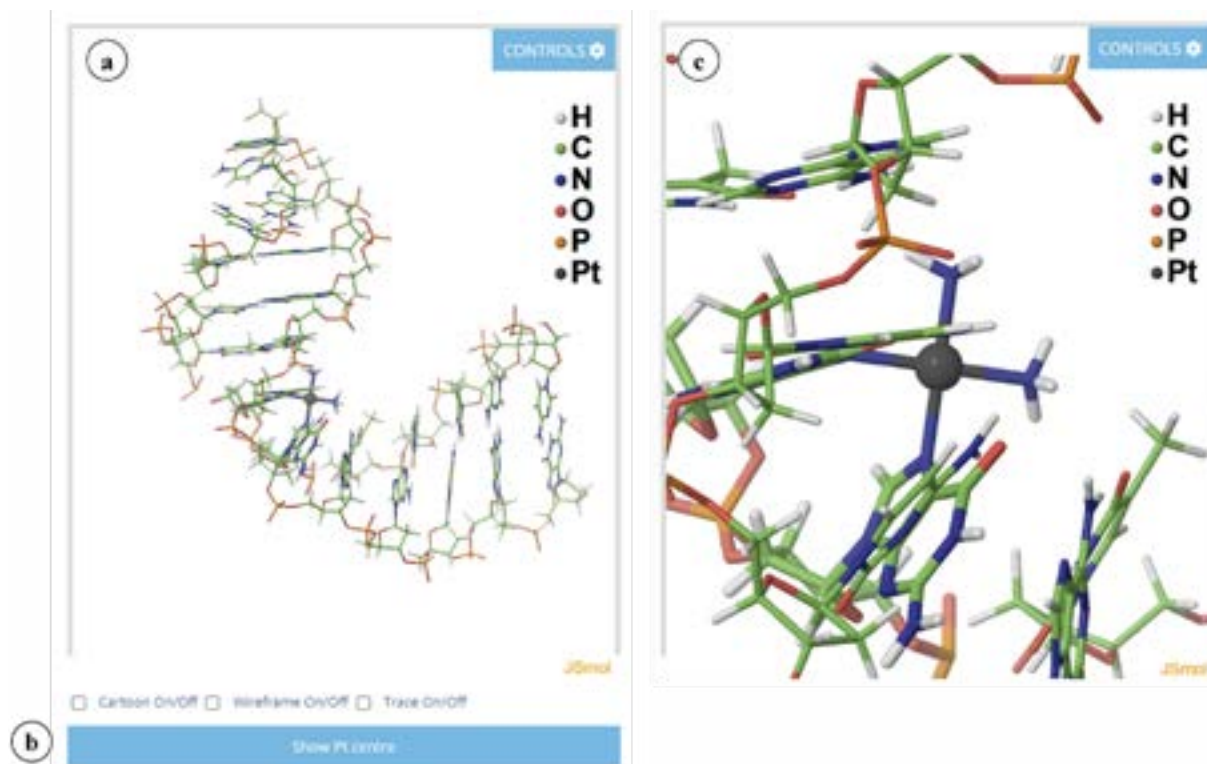 a
CONTROLS
H
C
N
O
P
Pt
JSmol
Cartoon On/Off Wireframe On/Off Trace On/Off
b
Show Pt centre
c
CONTROLS
H
C
N
O
P
Pt
JSmol